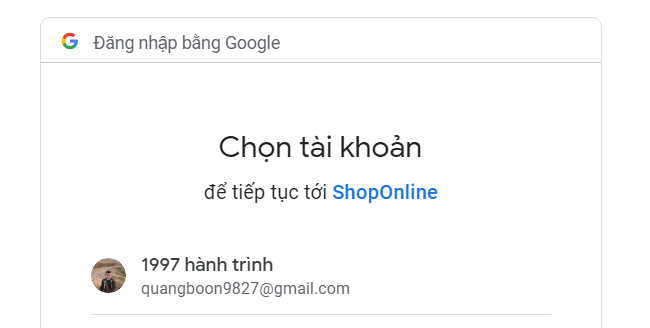 Đăng nhập bằng Google
Chọn tài khoản
để tiếp tục tới ShopOnline
1997 hành trình
quangboon9827@gmail.com